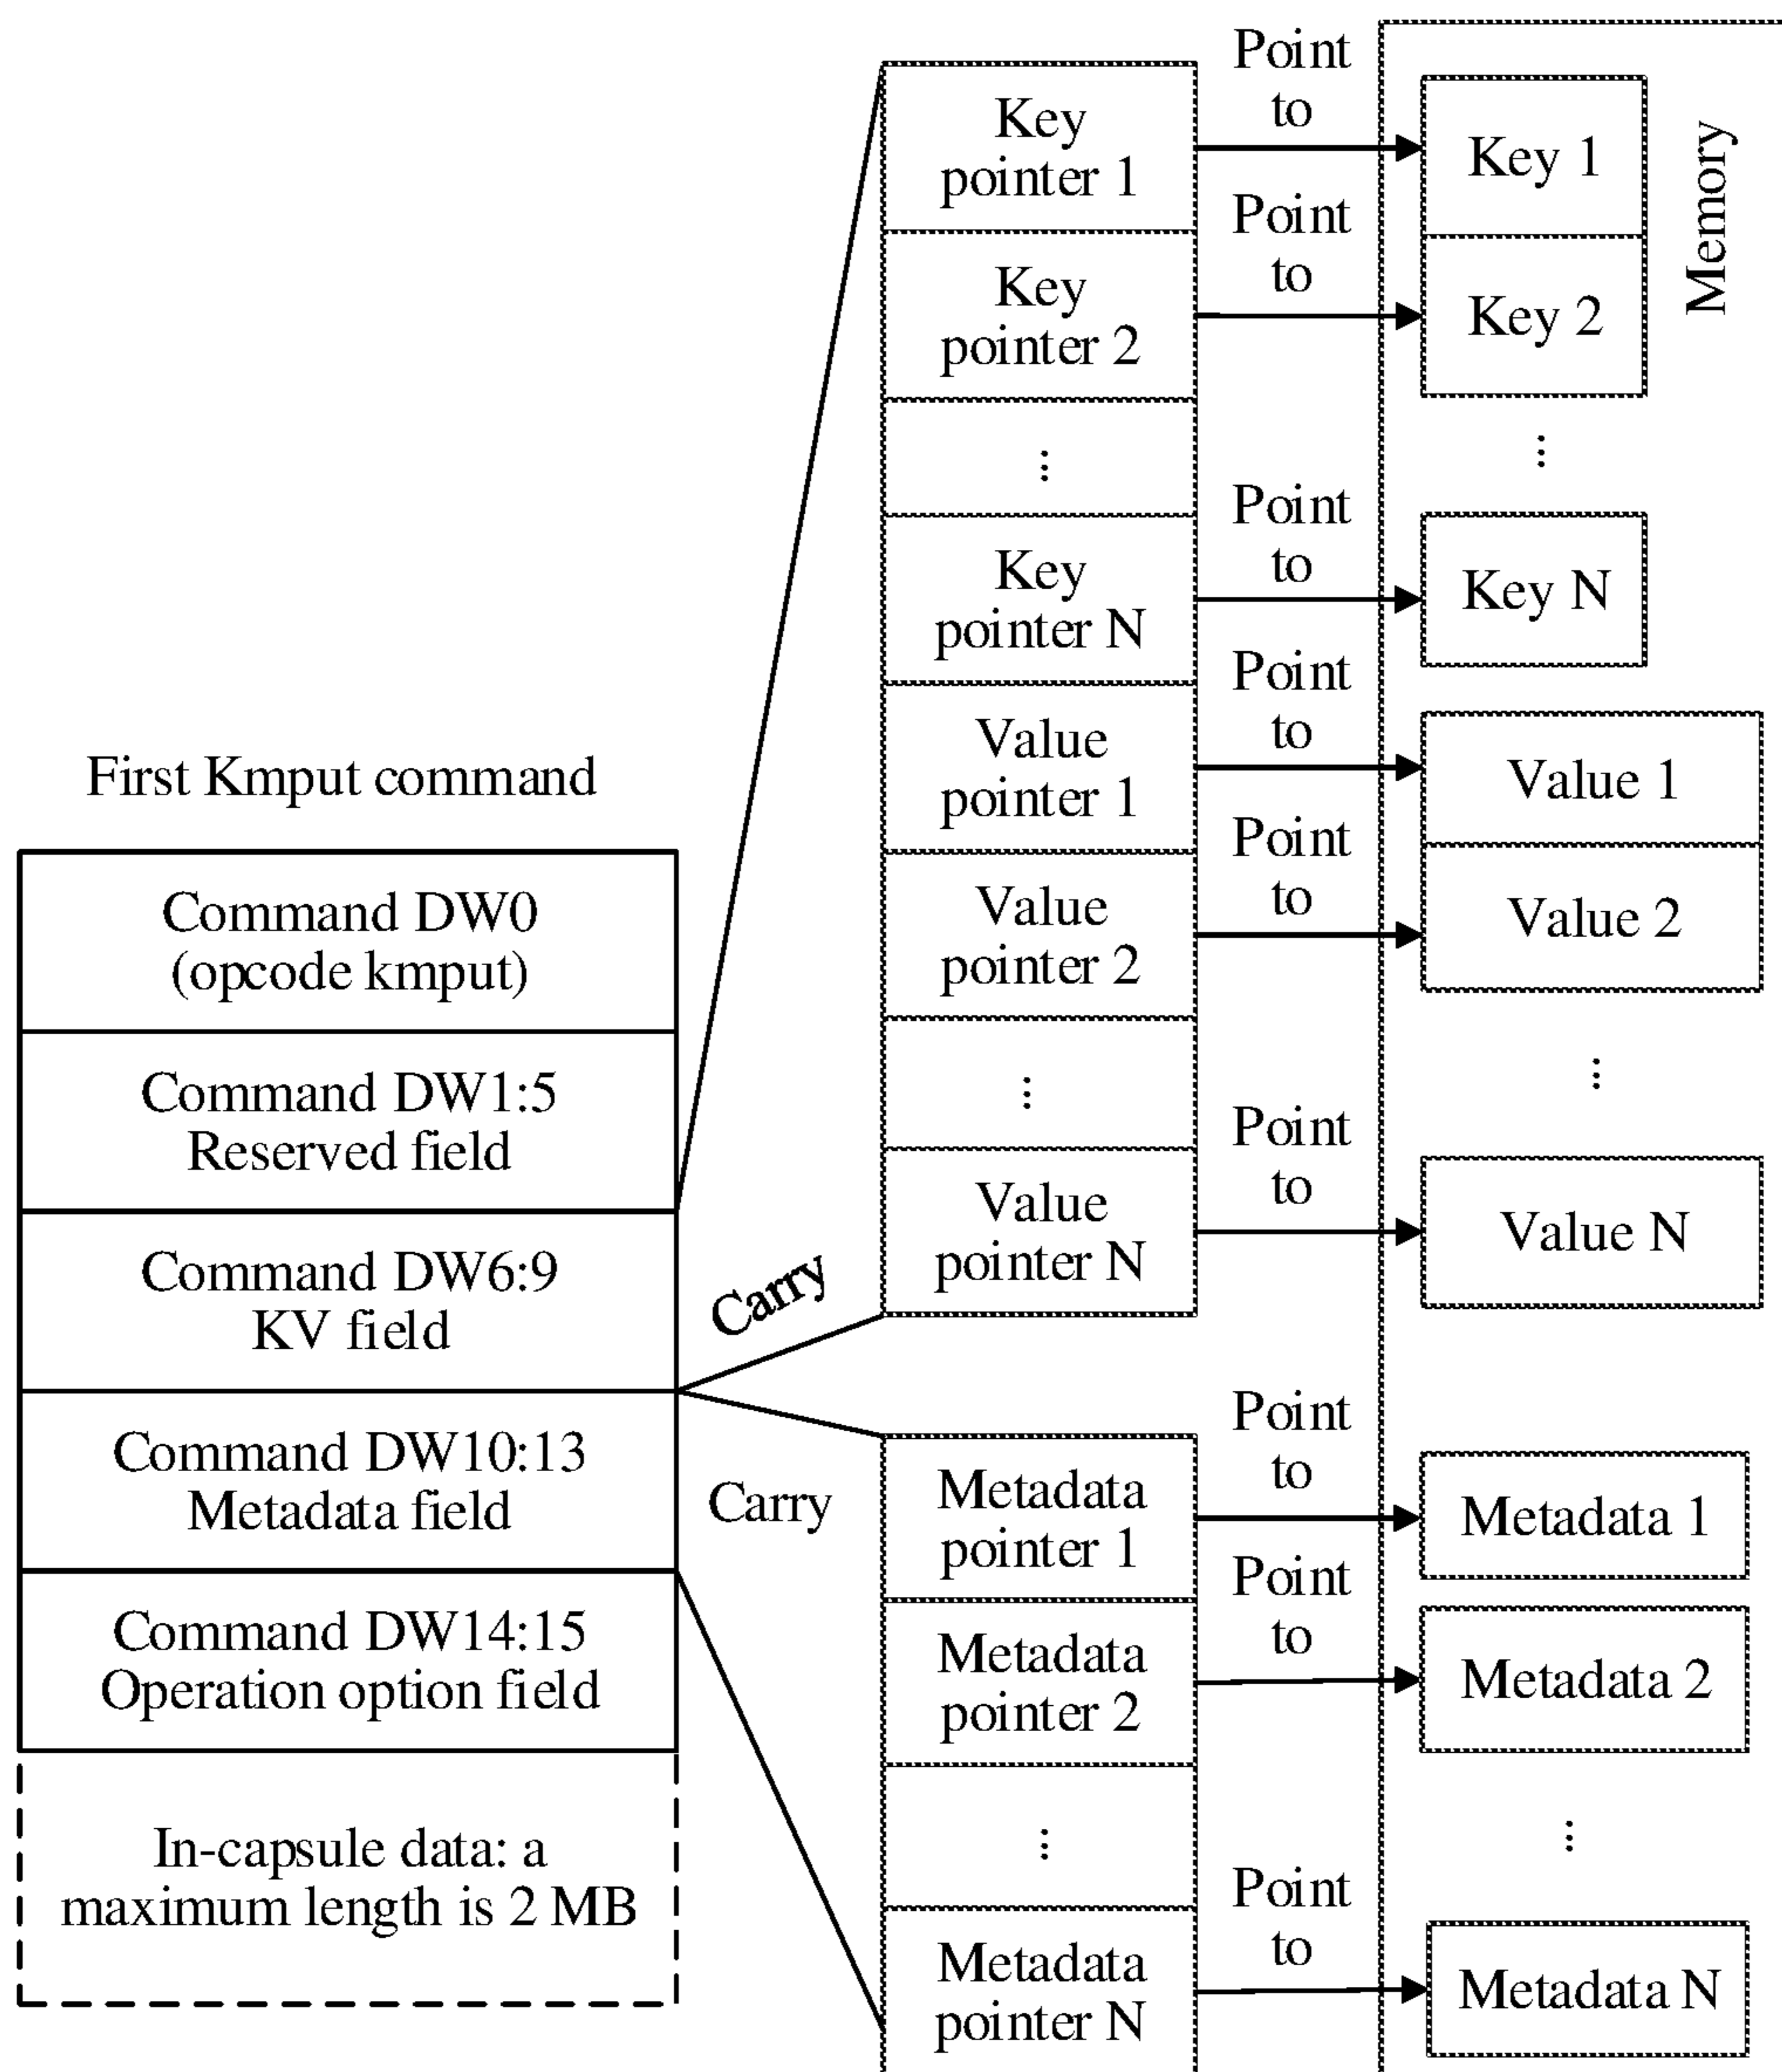 First Kmput command
Command DW0
(opcode kmput)
Command DW1:5
Reserved field
Command DW6:9
KV field
Command DW10:13
Metadata field
Command DW14:15
Operation option field
In-capsule data: a
maximum length is 2 MB
Carry
Carry
Key
pointer 1
Key
pointer 2
...
Key
pointer N
Value
pointer 1
Value
pointer 2
...
Value
pointer N
Metadata
pointer 1
Metadata
pointer 2
...
Metadata
pointer N
Point
to
Point
to
Point
to
Point
to
Point
to
Point
to
Point
to
Point
to
Point
to
Memory
Key 1
Key 2
...
Key N
Value 1
Value 2
...
Value N
Metadata 1
Metadata 2
...
Metadata N